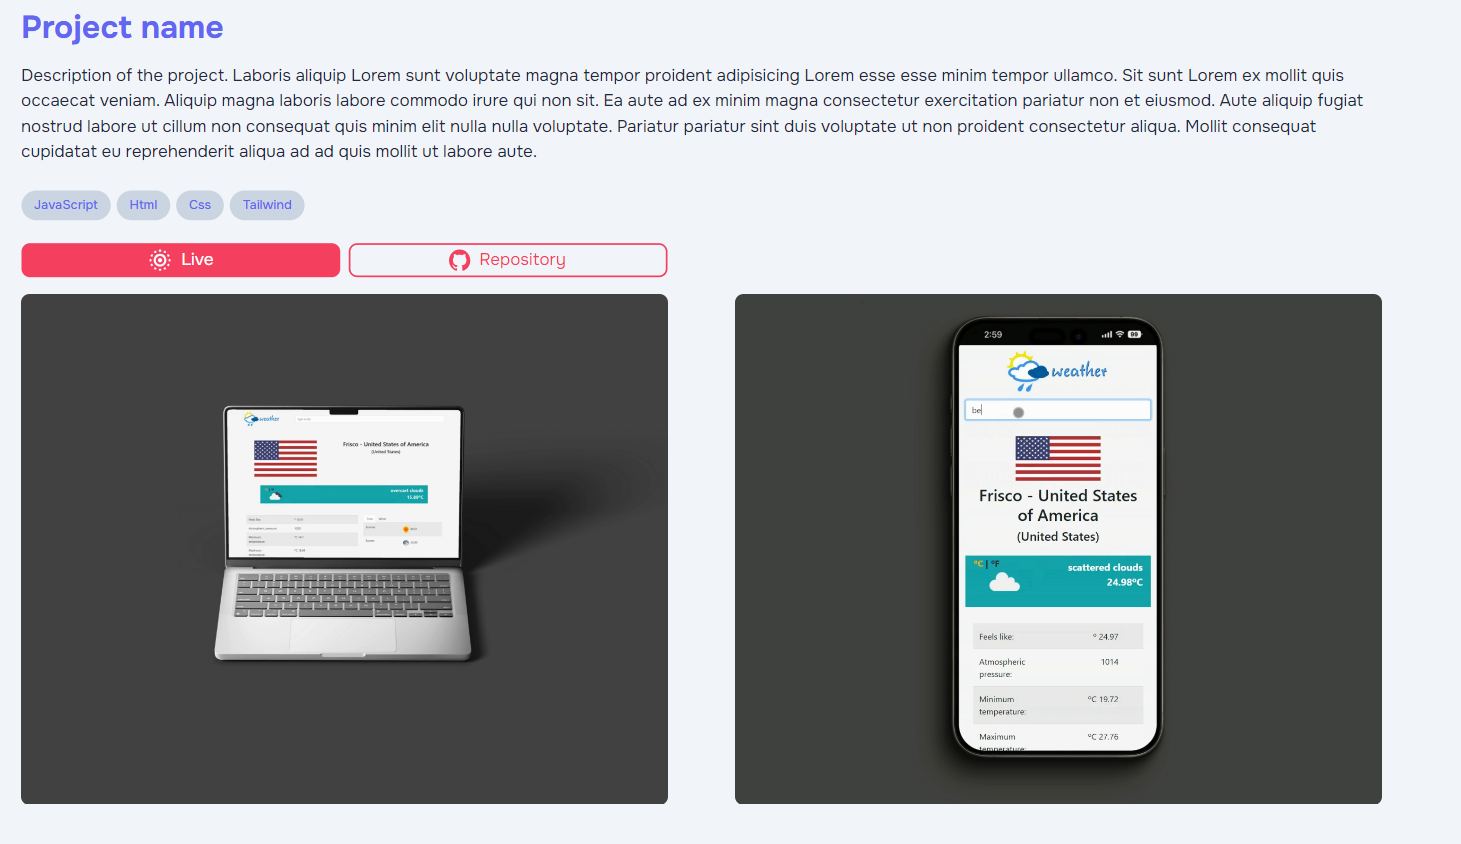 Project name
Description of the project. Laboris aliquip Lorem sunt voluptate magna tempor proident adipisicing Lorem esse esse minim tempor ullamco. Sit sunt Lorem ex mollit quis
occaecat veniam. Aliquip magna laboris labore commodo irure qui non sit. Ea aute ad ex minim magna consectetur exercitation pariatur non et eiusmod. Aute aliquip fugiat
nostrud labore ut cillum non consequat quis minim elit nulla nulla voluptate. Pariatur pariatur sint duis voluptate ut non proident consectetur aliqua. Mollit consequat
cupidatat eu reprehenderit aliqua ad ad quis mollit ut labore aute.
JavaScript Html Css Tailwind
Live Repository
weather
Frisco - United States of America
(United States)
overcast clouds
15.89°C
2:59 99
weather
be
Frisco - United States
of America
(United States)
°C | °F
scattered clouds
24.98°C
Feels like: ° 24.97
Atmospheric 1014
pressure:
Minimum °C 19.72
temperature:
Maximum °C 27.76
temperature: